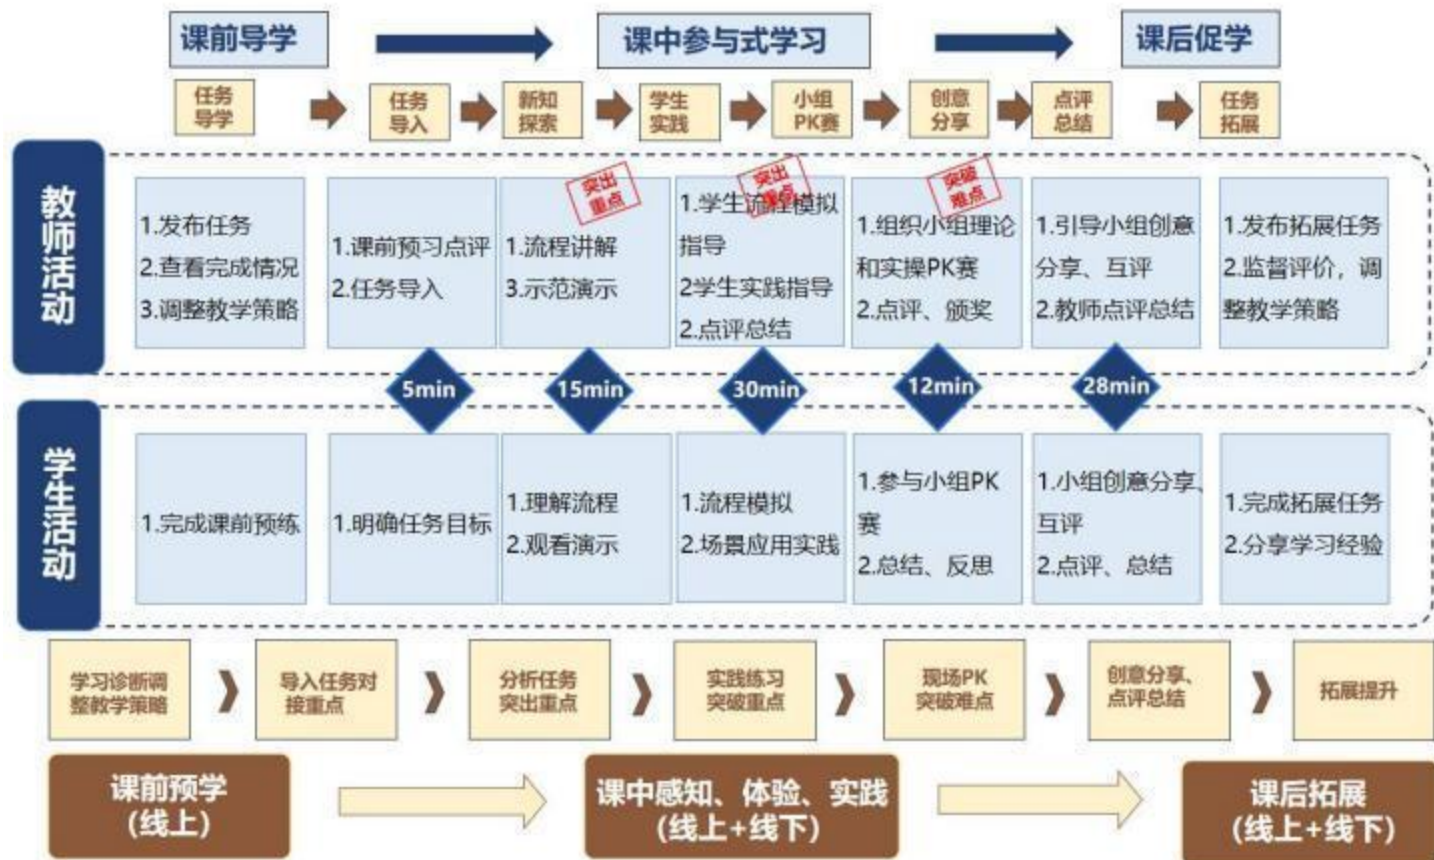 课前导学
课中参与式学习
课后促学
任务
导学
任务
导入
新知
探索
学生
实践
小组
PK赛
创意
分享
点评
总结
任务
拓展
教师活动
1.发布任务
2.查看完成情况
3.调整教学策略
1.课前预习点评
2.任务导入
突出
重点
1.流程讲解
3.示范演示
突出
重点
1.学生流程模拟
指导
2学生实践指导
2.点评总结
突破
难点
1.组织小组理论
和实操PK赛
2.点评、颁奖
1.引导小组创意
分享、互评
2.教师点评总结
1.发布拓展任务
2.监督评价，调
整教学策略
5min
15min
30min
12min
28min
学生活动
1.完成课前预练
1.明确任务目标
1.理解流程
2.观看演示
1.流程模拟
2.场景应用实践
1.参与小组PK
赛
2.总结、反思
1.小组创意分享、
互评
2.点评、总结
1.完成拓展任务
2.分享学习经验
学习诊断调
整教学策略
导入任务对
接重点
分析任务
突出重点
实践练习
突破重点
现场PK
突破难点
创意分享、
点评总结
拓展提升
课前预学
(线上)
课中感知、体验、实践
(线上+线下)
课后拓展
(线上+线下)